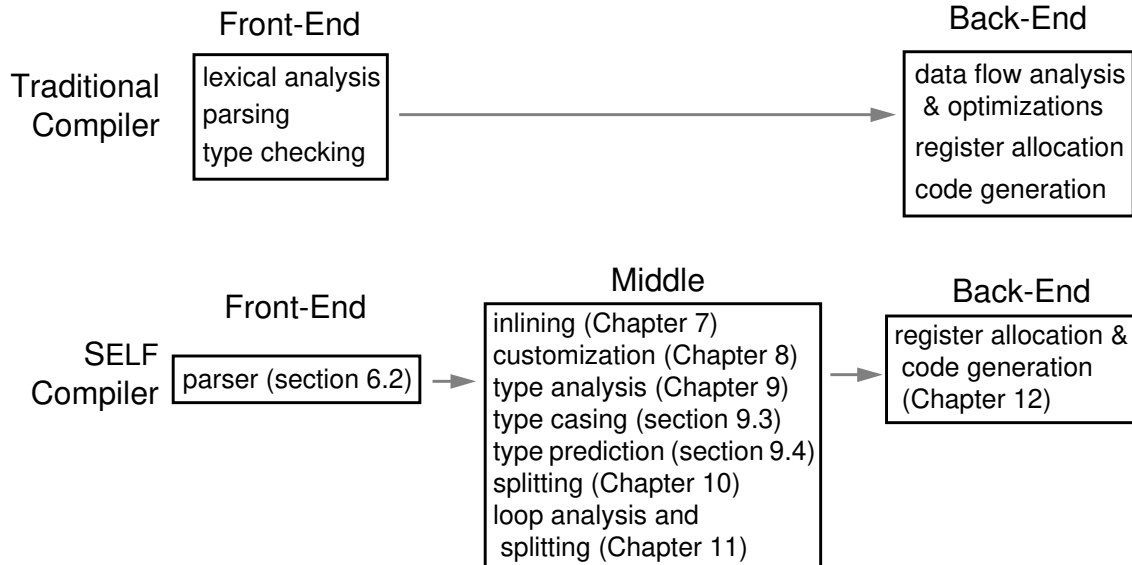 Front-End
Back-End
Traditional
Compiler
lexical analysis
parsing
type checking
data flow analysis
& optimizations
register allocation
code generation
Front-End
Middle
Back-End
SELF
Compiler
parser (section 6.2)
inlining (Chapter 7)
customization (Chapter 8)
type analysis (Chapter 9)
type casing (section 9.3)
type prediction (section 9.4)
splitting (Chapter 10)
loop analysis and
splitting (Chapter 11)
register allocation &
code generation
(Chapter 12)